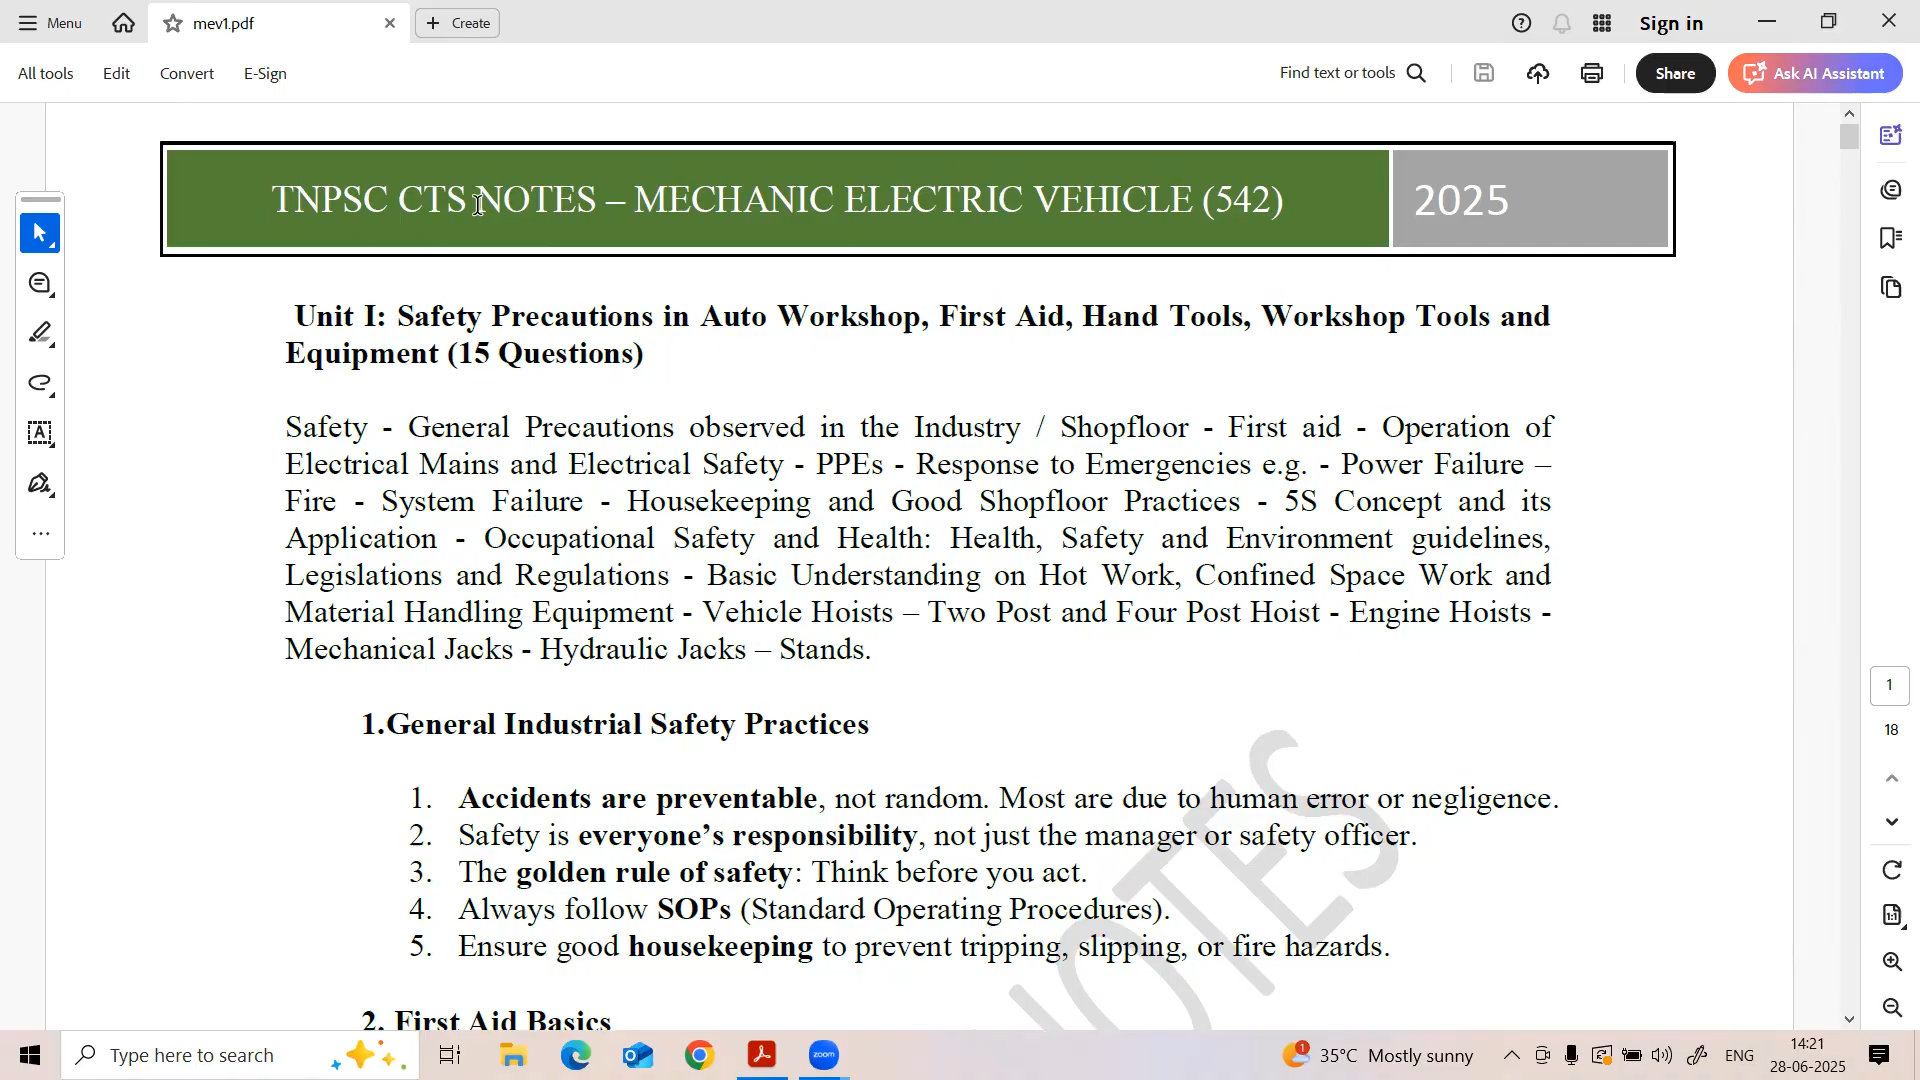 Menu
mev1.pdf
Create
Sign in
All tools
Edit
Convert
E-Sign
Find text or tools
Share
Ask AI Assistant
TNPSC CTS NOTES – MECHANIC ELECTRIC VEHICLE (542)
2025
Unit I: Safety Precautions in Auto Workshop, First Aid, Hand Tools, Workshop Tools and
Equipment (15 Questions)
Safety - General Precautions observed in the Industry / Shopfloor - First aid - Operation of
Electrical Mains and Electrical Safety - PPEs - Response to Emergencies e.g. - Power Failure –
Fire - System Failure - Housekeeping and Good Shopfloor Practices - 5S Concept and its
Application - Occupational Safety and Health: Health, Safety and Environment guidelines,
Legislations and Regulations - Basic Understanding on Hot Work, Confined Space Work and
Material Handling Equipment - Vehicle Hoists – Two Post and Four Post Hoist - Engine Hoists -
Mechanical Jacks - Hydraulic Jacks – Stands.
1.General Industrial Safety Practices
1. Accidents are preventable, not random. Most are due to human error or negligence.
2. Safety is everyone’s responsibility, not just the manager or safety officer.
3. The golden rule of safety: Think before you act.
4. Always follow SOPs (Standard Operating Procedures).
5. Ensure good housekeeping to prevent tripping, slipping, or fire hazards.
2. First Aid Basics
NOTES
1
18
1:1
Type here to search
zoom
1
35°C Mostly sunny
ENG
14:21
28-06-2025